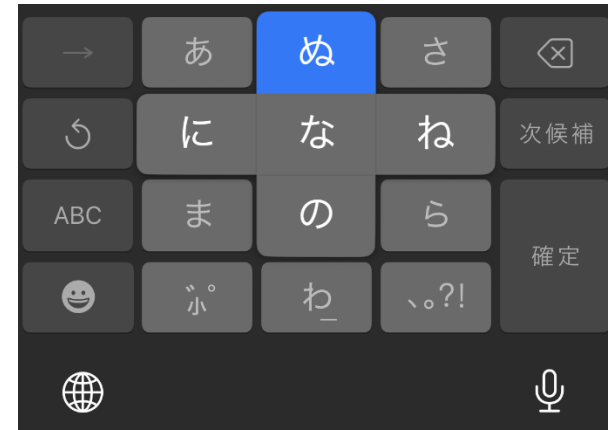 → あ ぬ さ
に な ね 次候補
ABC ま の ら
確定
゛゜小 わ_ 、。?!